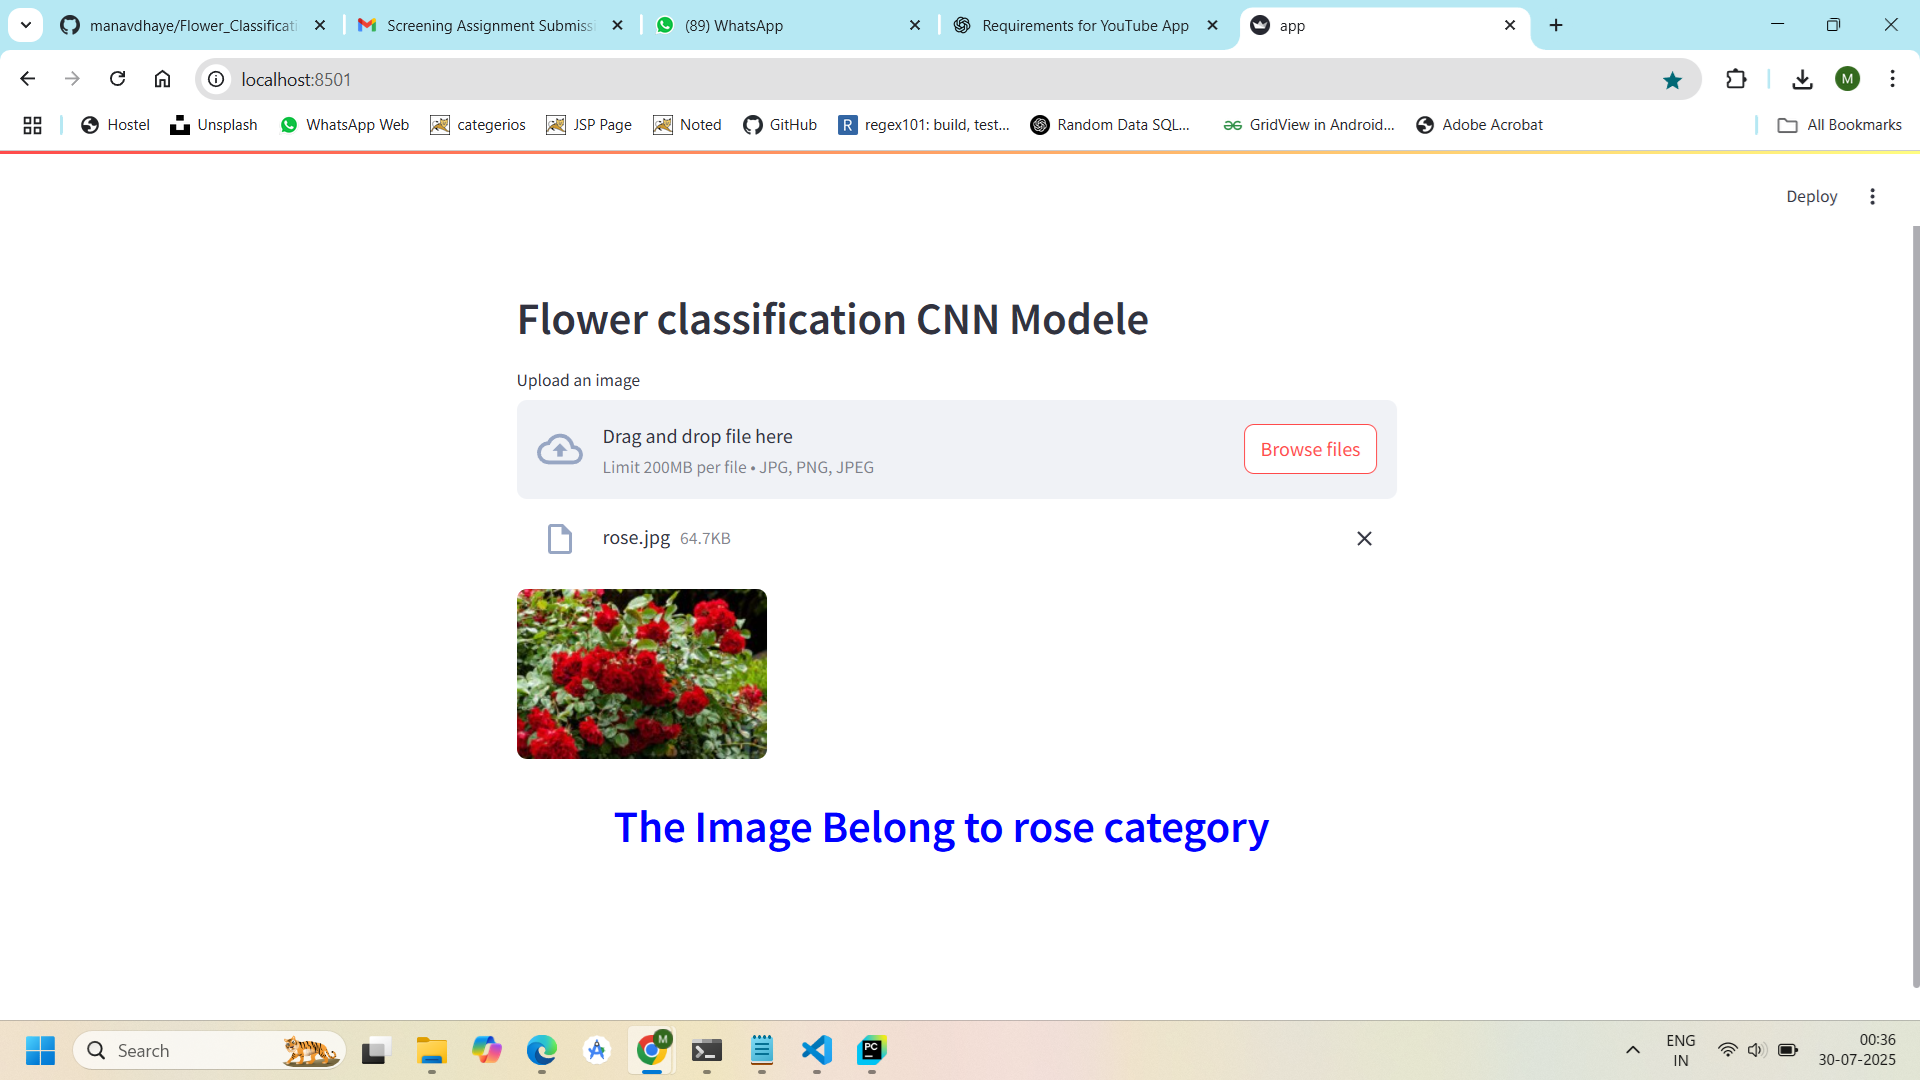 manavdhaye/Flower_Classificati
Screening Assignment Submiss
(89) WhatsApp
Requirements for YouTube App
app
localhost:8501
M
Hostel
Unsplash
WhatsApp Web
categerios
JSP Page
Noted
GitHub
R regex101: build, test...
Random Data SQL...
GridView in Android...
Adobe Acrobat
All Bookmarks
Deploy
Flower classification CNN Modele
Upload an image
Drag and drop file here
Limit 200MB per file • JPG, PNG, JPEG
Browse files
rose.jpg 64.7KB
The Image Belong to rose category
Search
M
PC
ENG
IN
00:36
30-07-2025